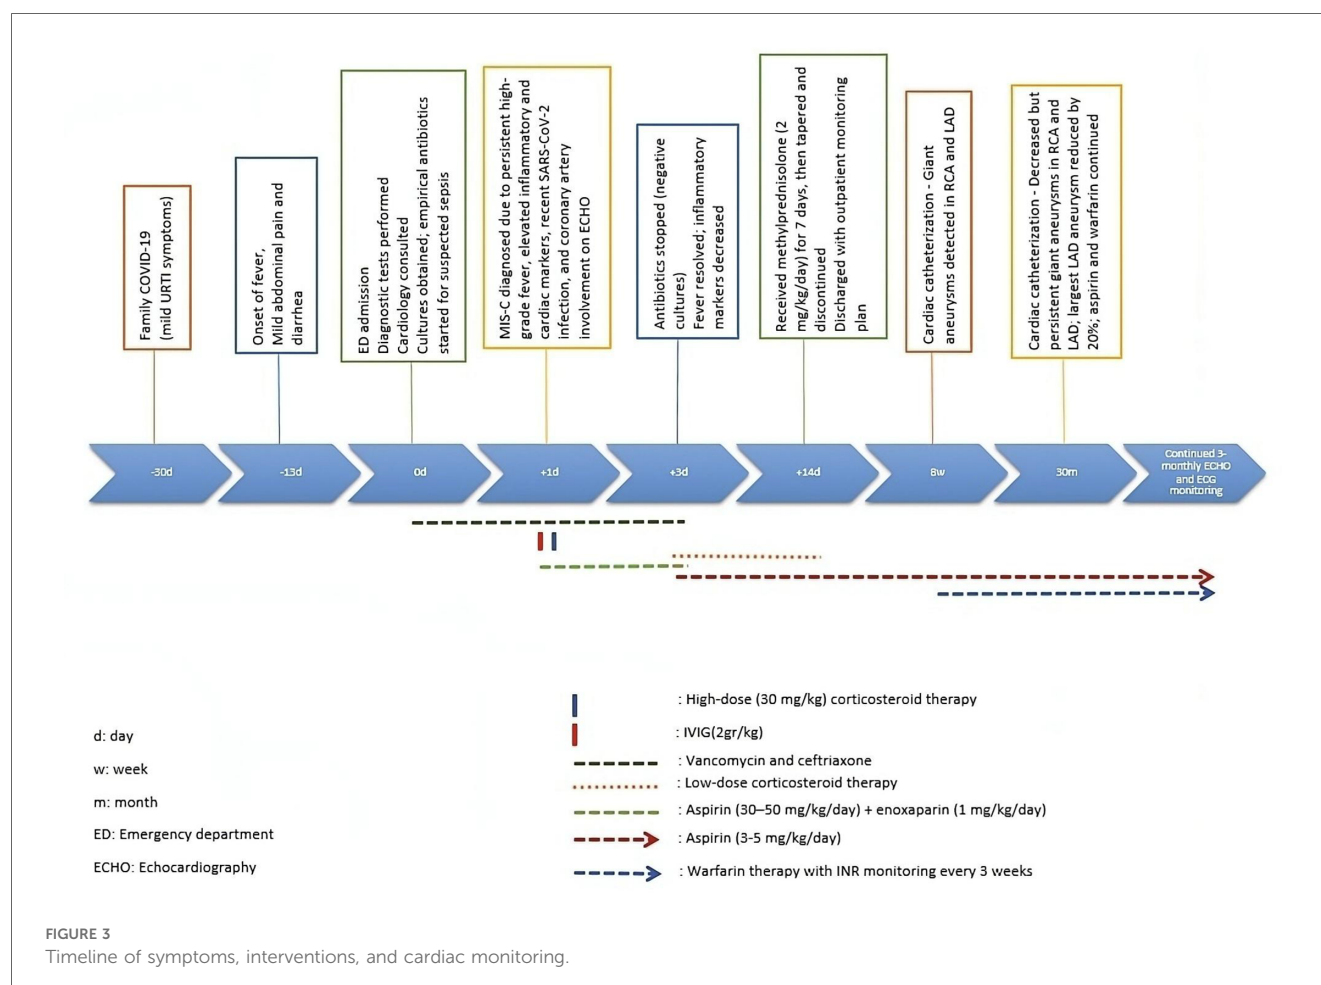 Family COVID-19
(mild URTI symptoms)
Onset of fever,
Mild abdominal pain and
diarrhea
ED admission
Diagnostic tests performed
Cardiology consulted
Cultures obtained; empirical antibiotics
started for suspected sepsis
MIS-C diagnosed due to persistent high-
grade fever, elevated inflammatory and
cardiac markers, recent SARS-CoV-2
infection, and coronary artery
involvement on ECHO
Antibiotics stopped (negative
cultures)
Fever resolved; inflammatory
markers decreased
Received methylprednisolone (2
mg/kg/day) for 7 days, then tapered and
discontinued
Discharged with outpatient monitoring
plan
Cardiac catheterization - Giant
aneurysms detected in RCA and LAD
Cardiac catheterization - Decreased but
persistent giant aneurysms in RCA and
LAD; largest LAD aneurysm reduced by
20%; aspirin and warfarin continued
-30d
-13d
0d
+1d
+3d
+14d
8w
30m
Continued 3-
monthly ECHO
and ECG
monitoring
d: day
w: week
m: month
ED: Emergency department
ECHO: Echocardiography
: High-dose (30 mg/kg) corticosteroid therapy
: IVIG(2gr/kg)
: Vancomycin and ceftriaxone
: Low-dose corticosteroid therapy
: Aspirin (30–50 mg/kg/day) + enoxaparin (1 mg/kg/day)
: Aspirin (3-5 mg/kg/day)
: Warfarin therapy with INR monitoring every 3 weeks
FIGURE 3
Timeline of symptoms, interventions, and cardiac monitoring.